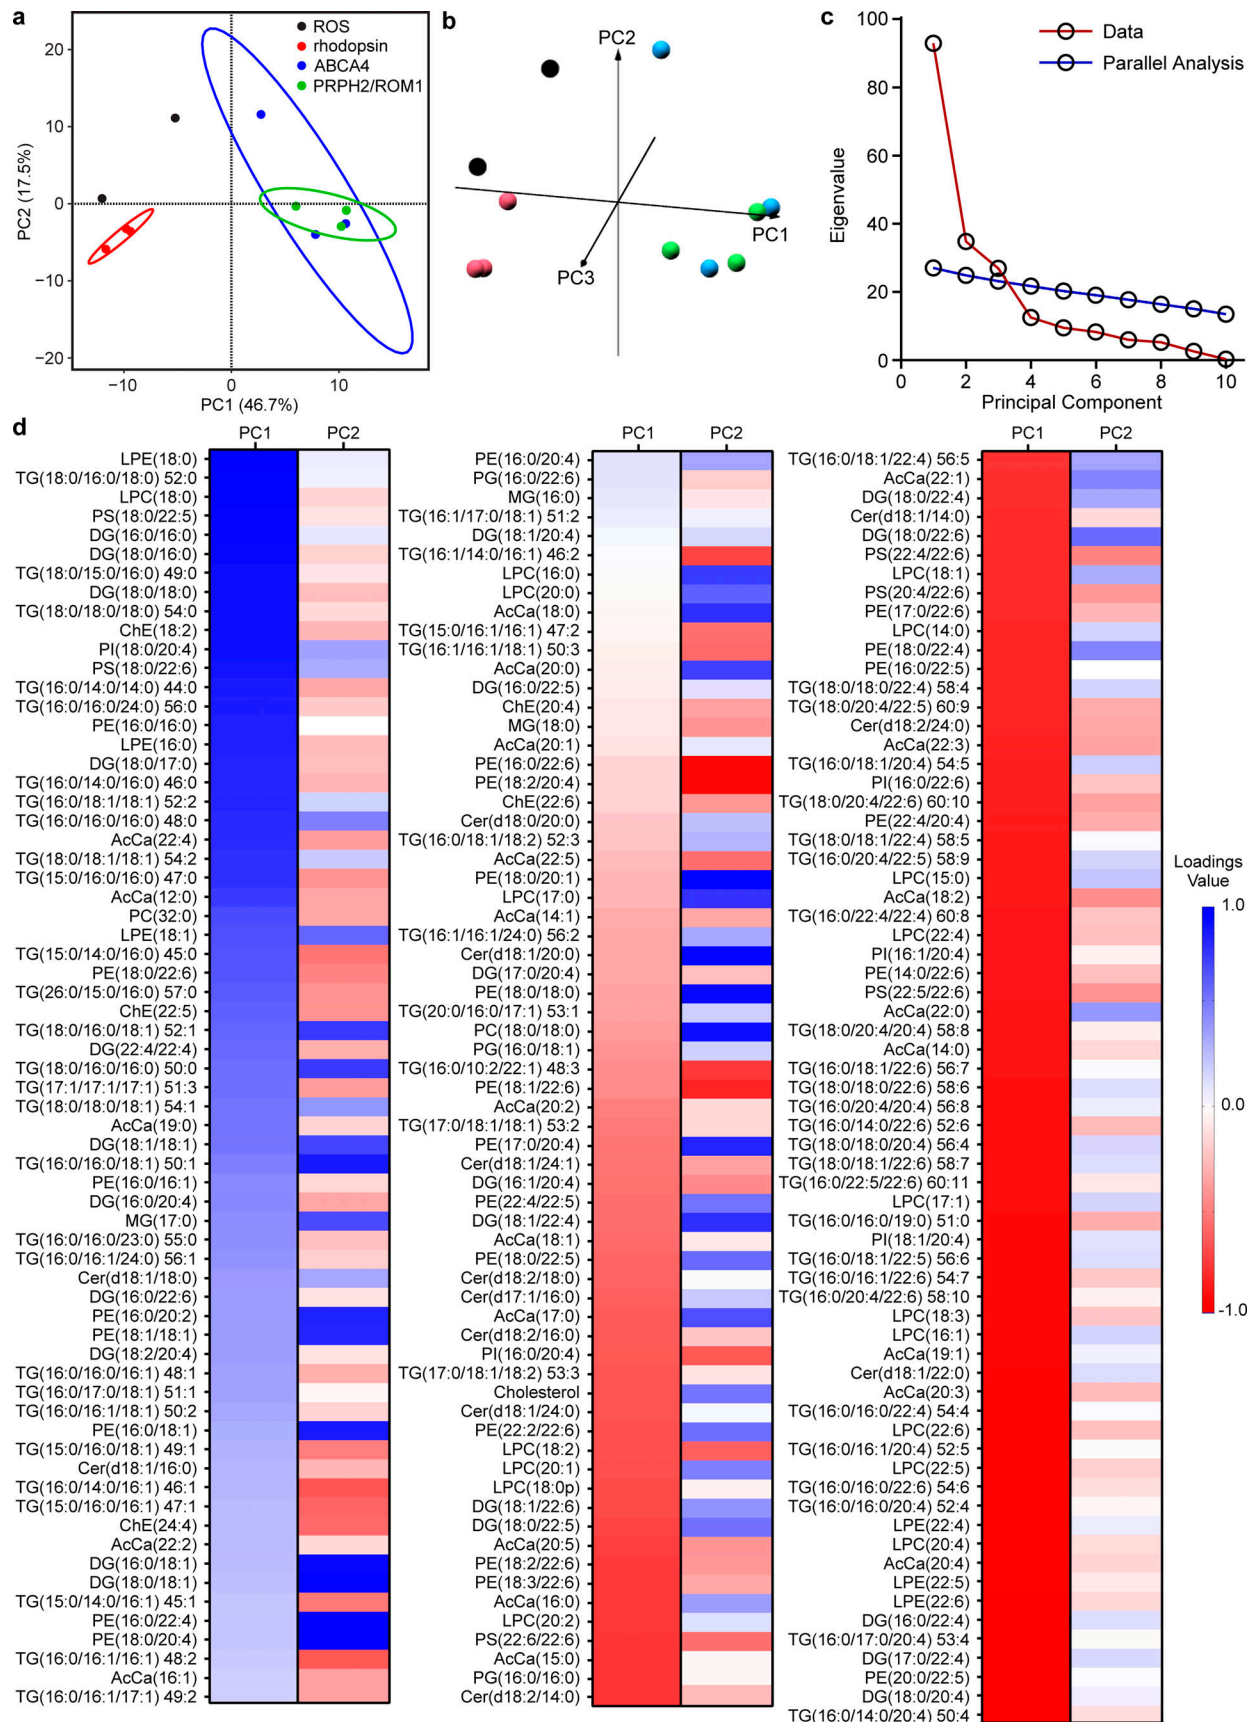 a
20
10
0
−10
−20
PC2 (17.5%)
−10
0
10
PC1 (46.7%)
ROS
rhodopsin
ABCA4
PRPH2/ROM1
b
PC2
PC1
PC3
c
100
80
60
40
20
0
Eigenvalue
0
2
4
6
8
10
Principal Component
Data
Parallel Analysis
d
PC1
PC2
LPE(18:0)
TG(18:0/16:0/18:0) 52:0
LPC(18:0)
PS(18:0/22:5)
DG(16:0/16:0)
DG(18:0/16:0)
TG(18:0/15:0/16:0) 49:0
DG(18:0/18:0)
TG(18:0/18:0/18:0) 54:0
ChE(18:2)
PI(18:0/20:4)
PS(18:0/22:6)
TG(16:0/14:0/14:0) 44:0
TG(16:0/16:0/24:0) 56:0
PE(16:0/16:0)
LPE(16:0)
DG(18:0/17:0)
TG(16:0/14:0/16:0) 46:0
TG(16:0/18:1/18:1) 52:2
TG(16:0/16:0/16:0) 48:0
AcCa(22:4)
TG(18:0/18:1/18:1) 54:2
TG(15:0/16:0/16:0) 47:0
AcCa(12:0)
PC(32:0)
LPE(18:1)
TG(15:0/14:0/16:0) 45:0
PE(18:0/22:6)
TG(26:0/15:0/16:0) 57:0
ChE(22:5)
TG(18:0/16:0/18:1) 52:1
DG(22:4/22:4)
TG(18:0/16:0/16:0) 50:0
TG(17:1/17:1/17:1) 51:3
TG(18:0/18:0/18:1) 54:1
AcCa(19:0)
DG(18:1/18:1)
TG(16:0/16:0/18:1) 50:1
PE(16:0/16:1)
DG(16:0/20:4)
MG(17:0)
TG(16:0/16:0/23:0) 55:0
TG(16:0/16:1/24:0) 56:1
Cer(d18:1/18:0)
DG(16:0/22:6)
PE(16:0/20:2)
PE(18:1/18:1)
DG(18:2/20:4)
TG(16:0/16:0/16:1) 48:1
TG(16:0/17:0/18:1) 51:1
TG(16:0/16:1/18:1) 50:2
PE(16:0/18:1)
TG(15:0/16:0/18:1) 49:1
Cer(d18:1/16:0)
TG(16:0/14:0/16:1) 46:1
TG(15:0/16:0/16:1) 47:1
ChE(24:4)
AcCa(22:2)
DG(16:0/18:1)
DG(18:0/18:1)
TG(15:0/14:0/16:1) 45:1
PE(16:0/22:4)
PE(18:0/20:4)
TG(16:0/16:1/16:1) 48:2
AcCa(16:1)
TG(16:0/16:1/17:1) 49:2
PC1
PC2
PE(16:0/20:4)
PG(16:0/22:6)
MG(16:0)
TG(16:1/17:0/18:1) 51:2
DG(18:1/20:4)
TG(16:1/14:0/16:1) 46:2
LPC(16:0)
LPC(20:0)
AcCa(18:0)
TG(15:0/16:1/16:1) 47:2
TG(16:1/16:1/18:1) 50:3
AcCa(20:0)
DG(16:0/22:5)
ChE(20:4)
MG(18:0)
AcCa(20:1)
PE(16:0/22:6)
PE(18:2/20:4)
ChE(22:6)
Cer(d18:0/20:0)
TG(16:0/18:1/18:2) 52:3
AcCa(22:5)
PE(18:0/20:1)
LPC(17:0)
AcCa(14:1)
TG(16:1/16:1/24:0) 56:2
Cer(d18:1/20:0)
DG(17:0/20:4)
PE(18:0/18:0)
TG(20:0/16:0/17:1) 53:1
PC(18:0/18:0)
PG(16:0/18:1)
TG(16:0/10:2/22:1) 48:3
PE(18:1/22:6)
AcCa(20:2)
TG(17:0/18:1/18:1) 53:2
PE(17:0/20:4)
Cer(d18:1/24:1)
DG(16:1/20:4)
PE(22:4/22:5)
DG(18:1/22:4)
AcCa(18:1)
PE(18:0/22:5)
Cer(d18:2/18:0)
Cer(d17:1/16:0)
AcCa(17:0)
Cer(d18:2/16:0)
PI(16:0/20:4)
TG(17:0/18:1/18:2) 53:3
Cholesterol
Cer(d18:1/24:0)
PE(22:2/22:6)
LPC(18:2)
LPC(20:1)
LPC(18:0p)
DG(18:1/22:6)
DG(18:0/22:5)
AcCa(20:5)
PE(18:2/22:6)
PE(18:3/22:6)
AcCa(16:0)
LPC(20:2)
PS(22:6/22:6)
AcCa(15:0)
PG(16:0/16:0)
Cer(d18:2/14:0)
PC1
PC2
TG(16:0/18:1/22:4) 56:5
AcCa(22:1)
DG(18:0/22:4)
Cer(d18:1/14:0)
DG(18:0/22:6)
PS(22:4/22:6)
LPC(18:1)
PS(20:4/22:6)
PE(17:0/22:6)
LPC(14:0)
PE(18:0/22:4)
PE(16:0/22:5)
TG(18:0/18:0/22:4) 58:4
TG(18:0/20:4/22:5) 60:9
Cer(d18:2/24:0)
AcCa(22:3)
TG(16:0/18:1/20:4) 54:5
PI(16:0/22:6)
TG(18:0/20:4/22:6) 60:10
PE(22:4/20:4)
TG(18:0/18:1/22:4) 58:5
TG(16:0/20:4/22:5) 58:9
LPC(15:0)
AcCa(18:2)
TG(16:0/22:4/22:4) 60:8
LPC(22:4)
PI(16:1/20:4)
PE(14:0/22:6)
PS(22:5/22:6)
AcCa(22:0)
TG(18:0/20:4/20:4) 58:8
AcCa(14:0)
TG(16:0/18:1/22:6) 56:7
TG(18:0/18:0/22:6) 58:6
TG(16:0/20:4/20:4) 56:8
TG(16:0/14:0/22:6) 52:6
TG(18:0/18:0/20:4) 56:4
TG(18:0/18:1/22:6) 58:7
TG(16:0/22:5/22:6) 60:11
LPC(17:1)
TG(16:0/16:0/19:0) 51:0
PI(18:1/20:4)
TG(16:0/18:1/22:5) 56:6
TG(16:0/16:1/22:6) 54:7
TG(16:0/20:4/22:6) 58:10
LPC(18:3)
LPC(16:1)
AcCa(19:1)
Cer(d18:1/22:0)
AcCa(20:3)
TG(16:0/16:0/22:4) 54:4
LPC(22:6)
TG(16:0/16:1/20:4) 52:5
LPC(22:5)
TG(16:0/16:0/22:6) 54:6
TG(16:0/16:0/20:4) 52:4
LPE(22:4)
LPC(20:4)
AcCa(20:4)
LPE(22:5)
LPE(22:6)
DG(16:0/22:4)
TG(16:0/17:0/20:4) 53:4
DG(17:0/22:4)
PE(20:0/22:5)
DG(18:0/20:4)
TG(16:0/14:0/20:4) 50:4
Loadings
Value
1.0
0.0
-1.0